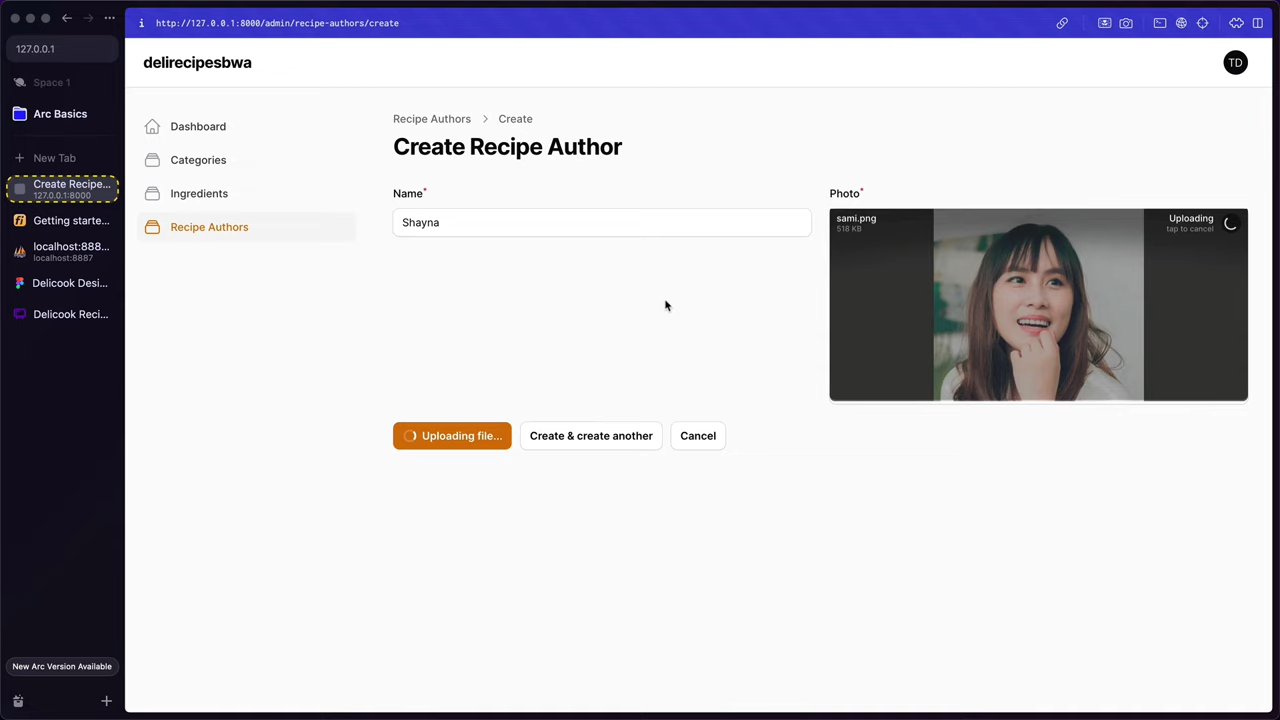 http://127.0.0.1:8000/admin/recipe-authors/create
127.0.0.1
Space 1
Arc Basics
New Tab
Create Recipe...
127.0.0.1:8000
Getting starte...
localhost:888...
localhost:8887
Delicook Desi...
Delicook Reci...
New Arc Version Available
delirecipesbwa
TD
Dashboard
Categories
Ingredients
Recipe Authors
Recipe Authors > Create
Create Recipe Author
Name*
Shayna
Photo*
sami.png
518 KB
Uploading
tap to cancel
Uploading file...
Create & create another
Cancel